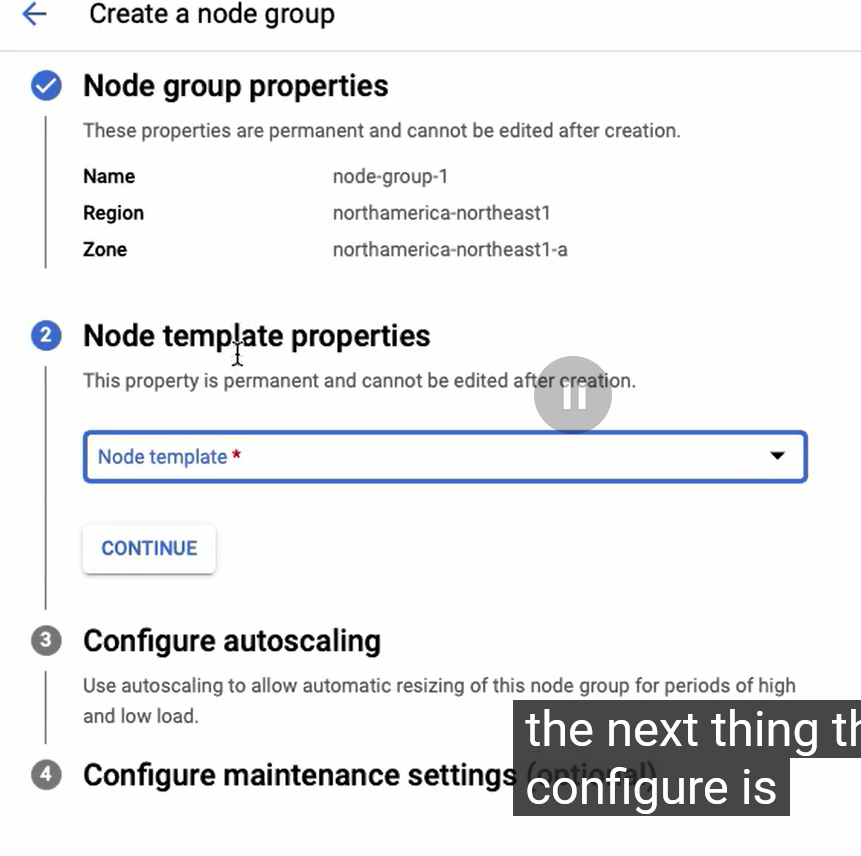 Create a node group
Node group properties
These properties are permanent and cannot be edited after creation.
Name node-group-1
Region northamerica-northeast1
Zone northamerica-northeast1-a
2 Node template properties
This property is permanent and cannot be edited after creation.
Node template *
CONTINUE
3 Configure autoscaling
Use autoscaling to allow automatic resizing of this node group for periods of high
and low load.
4 Configure maintenance settings (optional)
the next thing
configure is